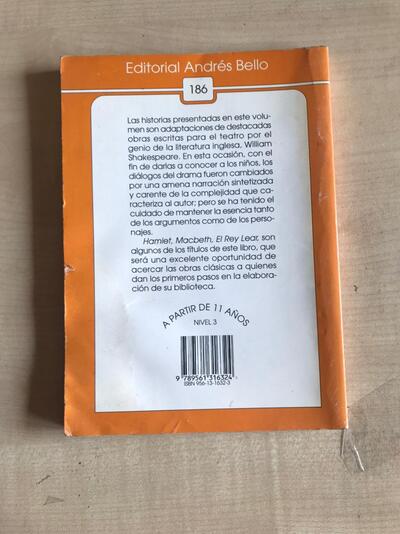 Editorial Andrés Bello
186
Las historias presentadas en este volu-
men son adaptaciones de destacadas
obras escritas para el teatro por el
genio de la literatura inglesa, William
Shakespeare. En esta ocasión, con el
fin de darlas a conocer a los niños, los
diálogos del drama fueron cambiados
por una amena narración sintetizada
y carente de la complejidad que ca-
racteriza al autor; pero se ha tenido el
cuidado de mantener la esencia tanto
de los argumentos como de los perso-
najes.
Hamlet, Macbeth, El Rey Lear, son
algunos de los títulos de este libro, que
será una excelente oportunidad de
acercar las obras clásicas a quienes
dan los primeros pasos en la elabora-
ción de su biblioteca.
A PARTIR DE 11 AÑOS
NIVEL 3
9 789561 316324
ISBN 956-13-1632-3